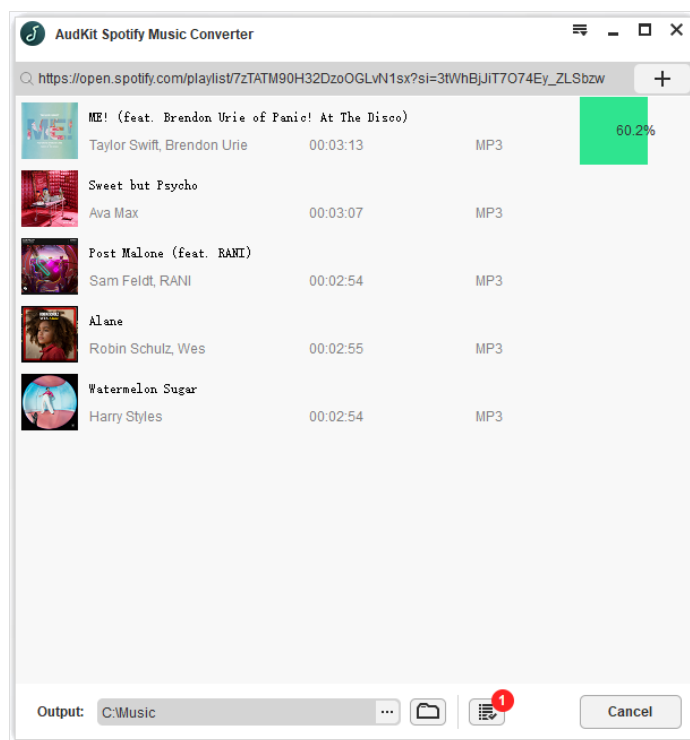 AudKit Spotify Music Converter
https://open.spotify.com/playlist/7zTATM90H32DzoOGLvN1sx?si=3tWhBjJiT7O74Ey_ZLSbzw
ME!
ME! (feat. Brendon Urie of Panic! At The Disco)
Taylor Swift, Brendon Urie 00:03:13 MP3 60.2%
Sweet but Psycho
Ava Max 00:03:07 MP3
Post Malone (feat. RANI)
Sam Feldt, RANI 00:02:54 MP3
Alane
Robin Schulz, Wes 00:02:55 MP3
Watermelon Sugar
Harry Styles 00:02:54 MP3
Output: C:\Music ... 1 Cancel